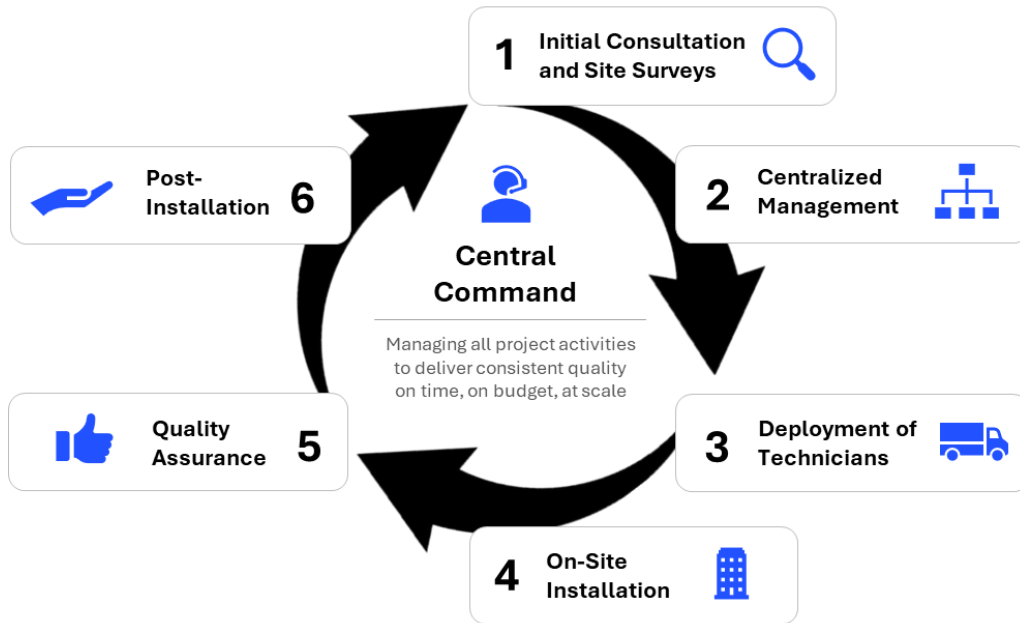 1
Initial Consultation
and Site Surveys
2
Centralized
Management
3
Deployment of
Technicians
4
On-Site
Installation
5
Quality
Assurance
6
Post-
Installation
Central
Command
Managing all project activities
to deliver consistent quality
on time, on budget, at scale